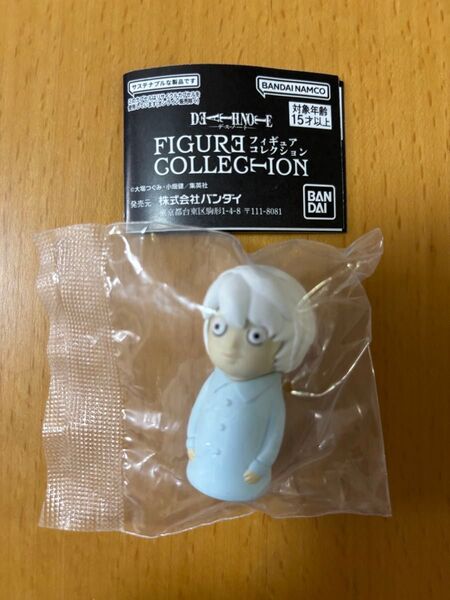 サステナブルな製品です
BANDAI NAMCO
DEATH NOTE
デス・ノート
対象年齢
15才以上
FIGURE フィギュア
COLLECTION コレクション
©大場つぐみ・小畑健／集英社
発売元 株式会社バンダイ
東京都台東区駒形1-4-8 〒111-8081
BAN
DAI